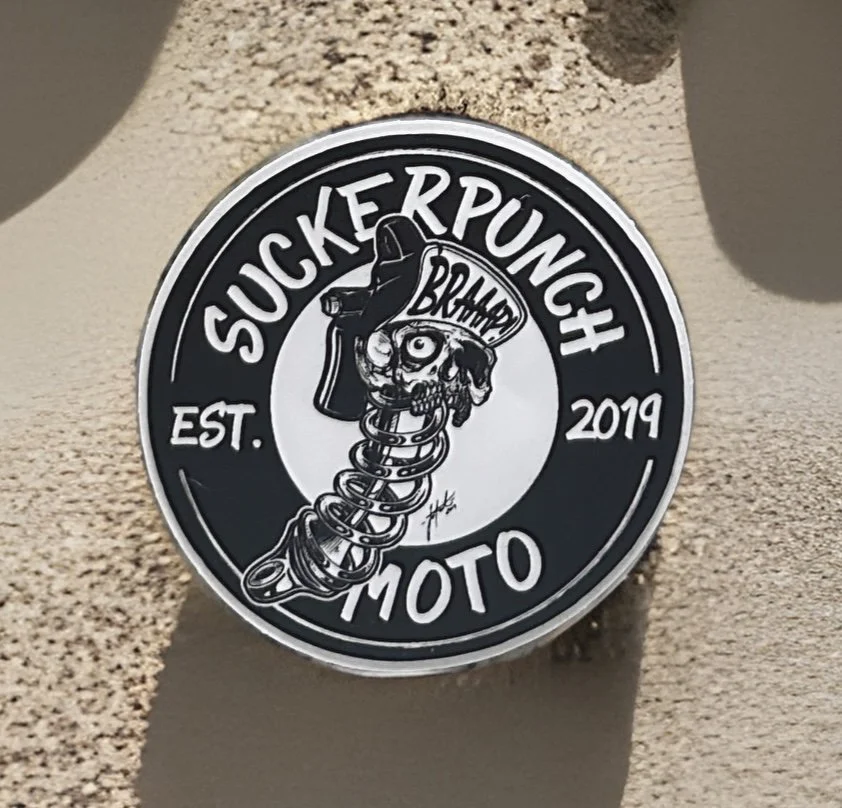 SUCKERPUNCH
BRAAAP!
EST.
2019
MOTO